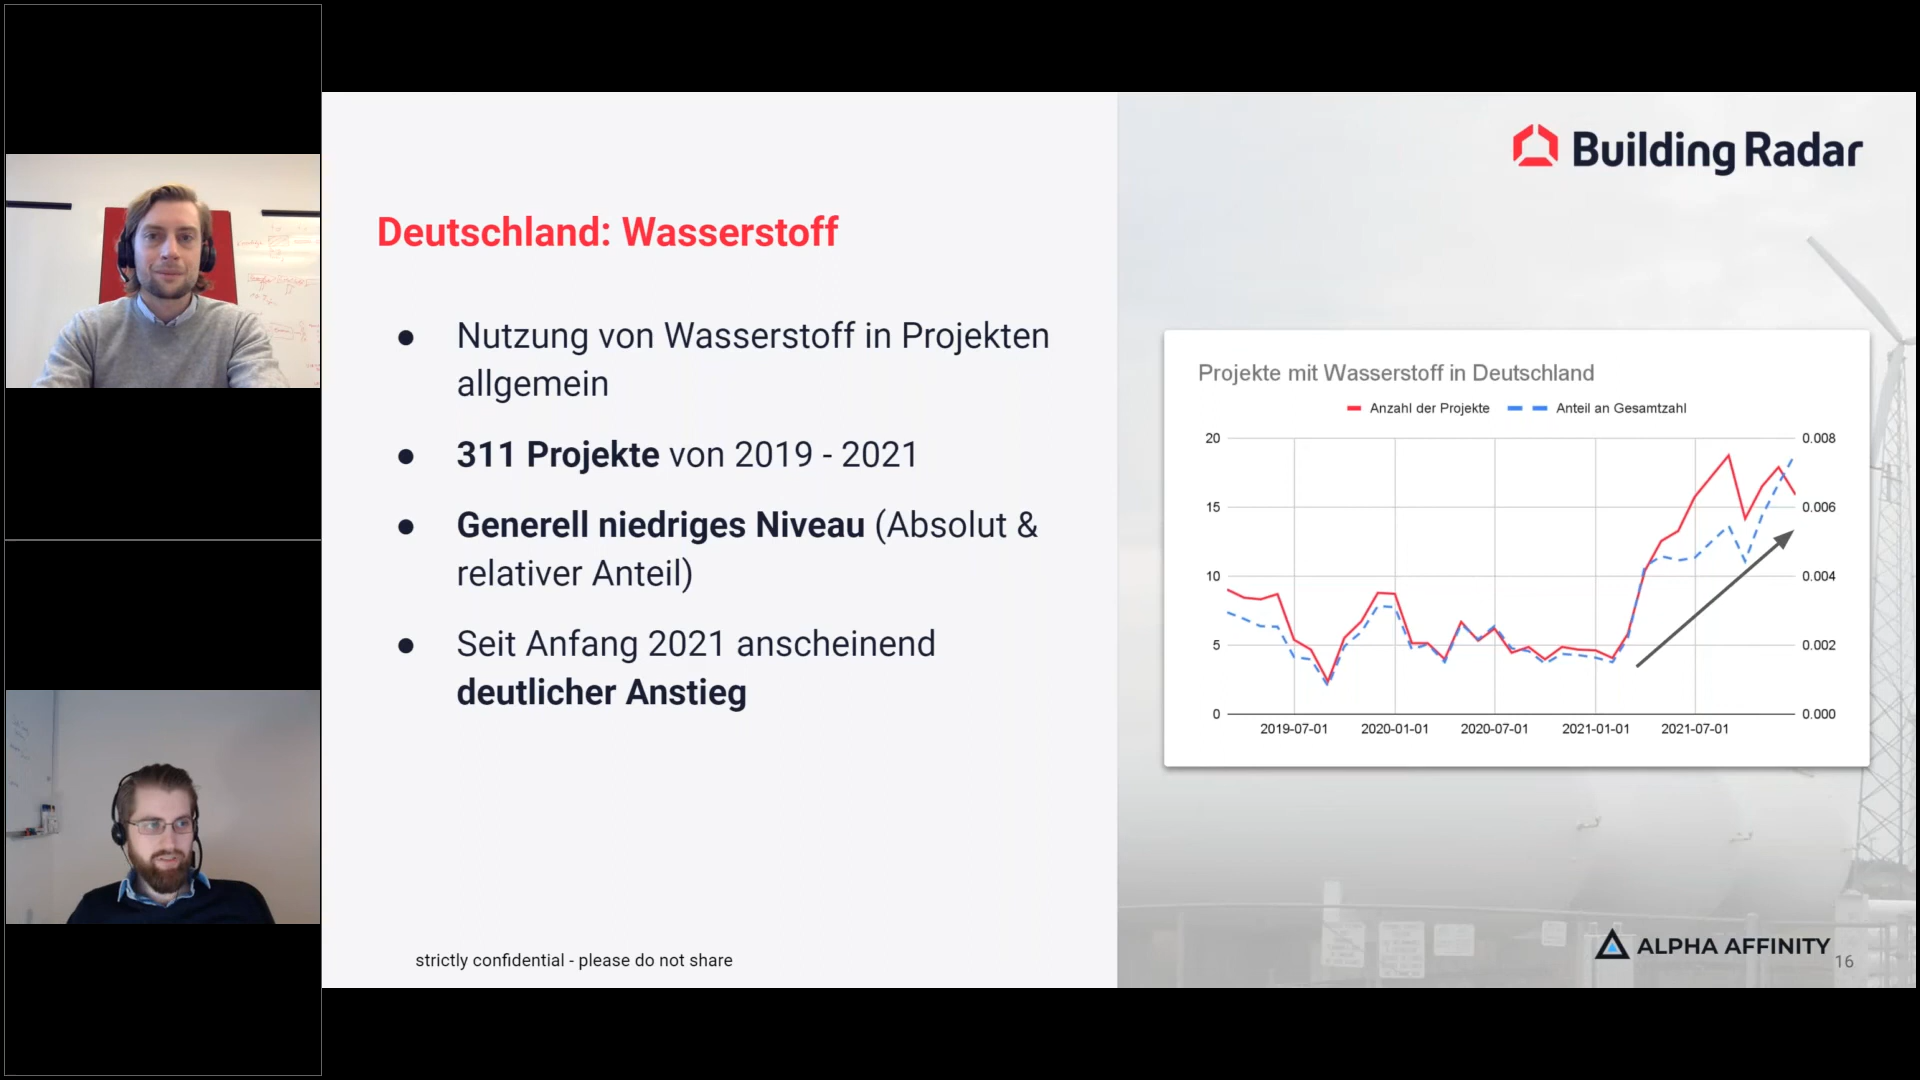 Building Radar
Deutschland: Wasserstoff
● Nutzung von Wasserstoff in Projekten
allgemein
● 311 Projekte von 2019 - 2021
● Generell niedriges Niveau (Absolut &
relativer Anteil)
● Seit Anfang 2021 anscheinend
deutlicher Anstieg
Projekte mit Wasserstoff in Deutschland
Anzahl der Projekte Anteil an Gesamtzahl
20 0.008
15 0.006
10 0.004
5 0.002
0 0.000
2019-07-01 2020-01-01 2020-07-01 2021-01-01 2021-07-01
strictly confidential - please do not share
ALPHA AFFINITY
16